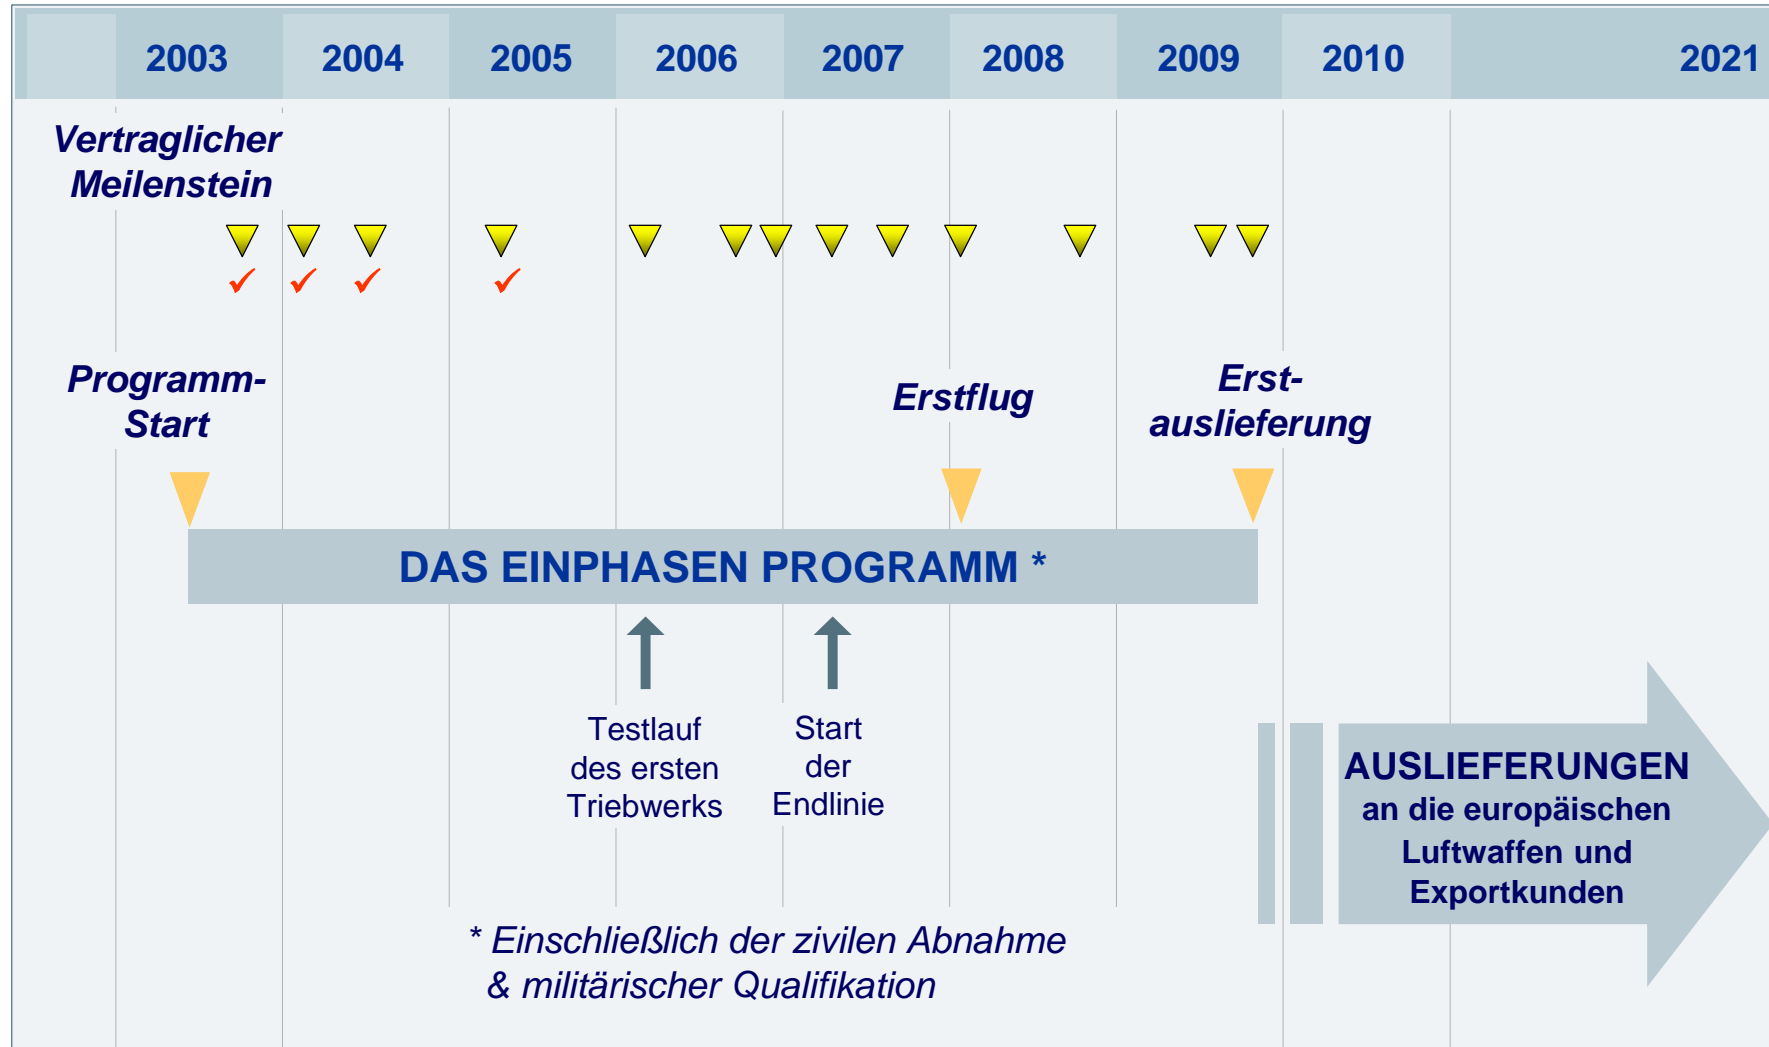 2003 2004 2005 2006 2007 2008 2009 2010 2021
Vertraglicher
Meilenstein
Programm-
Start
Erstflug
Erst-
auslieferung
DAS EINPHASEN PROGRAMM *
Testlauf
des ersten
Triebwerks
Start
der
Endlinie
AUSLIEFERUNGEN
an die europäischen
Luftwaffen und
Exportkunden
* Einschließlich der zivilen Abnahme
& militärischer Qualifikation